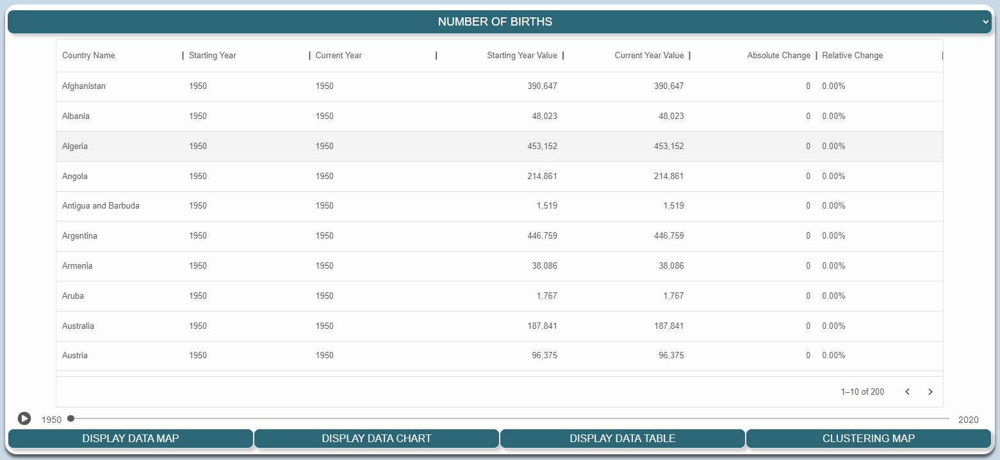 NUMBER OF BIRTHS
Country Name Starting Year Current Year Starting Year Value Current Year Value Absolute Change Relative Change
Afghanistan 1950 1950 390,647 390,647 0 0.00%
Albania 1950 1950 48,023 48,023 0 0.00%
Algeria 1950 1950 453,152 453,152 0 0.00%
Angola 1950 1950 214,861 214,861 0 0.00%
Antigua and Barbuda 1950 1950 1,519 1,519 0 0.00%
Argentina 1950 1950 446,759 446,759 0 0.00%
Armenia 1950 1950 38,086 38,086 0 0.00%
Aruba 1950 1950 1,767 1,767 0 0.00%
Australia 1950 1950 187,841 187,841 0 0.00%
Austria 1950 1950 96,375 96,375 0 0.00%
1–10 of 200
1950 2020
DISPLAY DATA MAP DISPLAY DATA CHART DISPLAY DATA TABLE CLUSTERING MAP